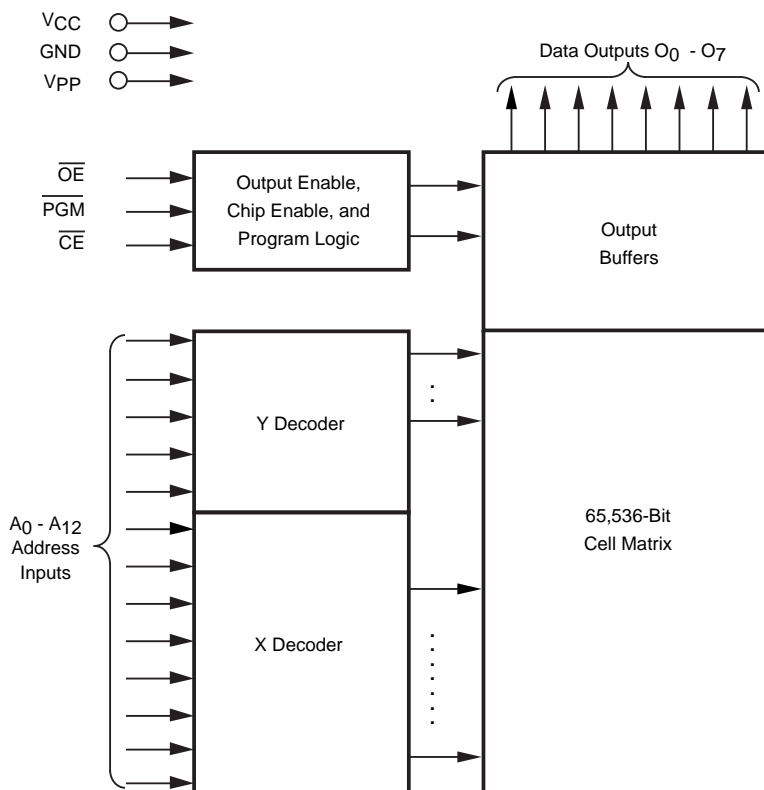 VCC
GND
VPP
Data Outputs O0 - O7
OE
PGM
CE
Output Enable,
Chip Enable, and
Program Logic
Output
Buffers
Y Decoder
A0 - A12
Address
Inputs
65,536-Bit
Cell Matrix
X Decoder